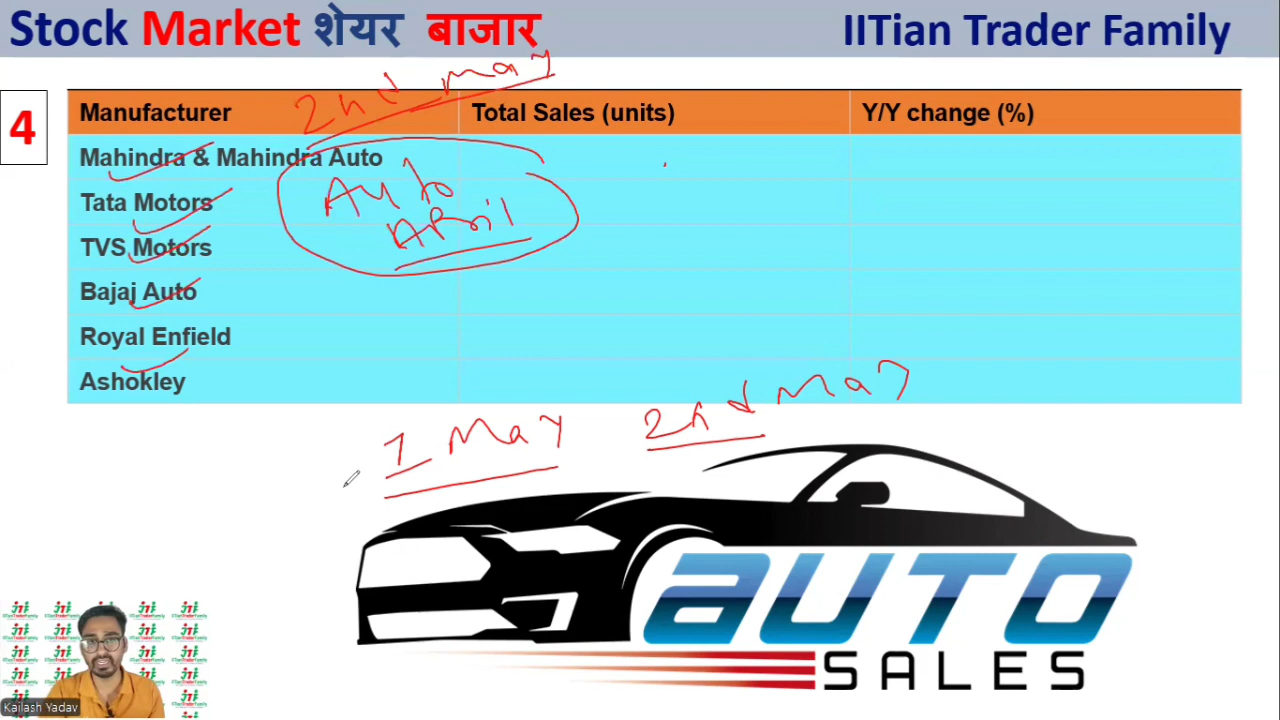 Stock Market शेयर बाजार
IITian Trader Family
2nd May
4
Manufacturer
Total Sales (units)
Y/Y change (%)
Mahindra & Mahindra Auto
Auto
Tata Motors
April
TVS Motors
Bajaj Auto
Royal Enfield
Ashokley
1 May
2nd May
AUTO
SALES
Kailash Yadav